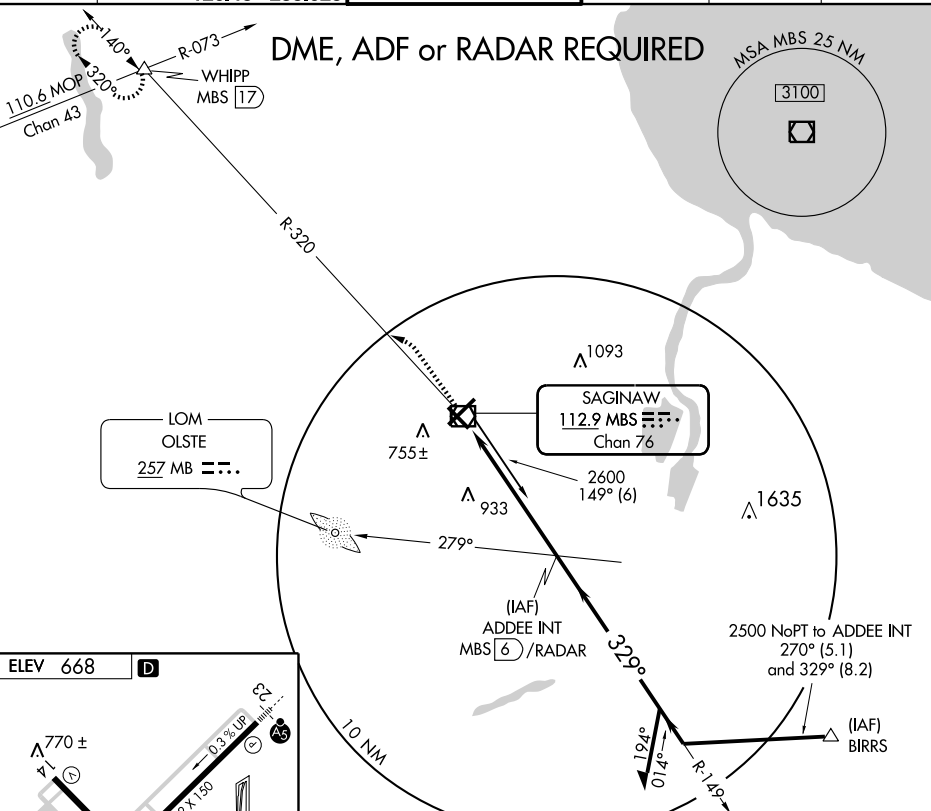 DME, ADF or RADAR REQUIRED
MSA MBS 25 NM
3100
140°
320°
R-073
110.6 MOP
Chan 43
WHIPP
MBS 17
R-320
1093
SAGINAW
112.9 MBS
Chan 76
LOM
OLSTE
257 MB
755±
2600
149° (6)
933
1635
279°
(IAF)
ADDEE INT
MBS 6 /RADAR
329°
2500 NoPT to ADDEE INT
270° (5.1)
and 329° (8.2)
(IAF)
BIRRS
194°
014°
R-149
10 NM
ELEV 668 D
23
0.3% UP
A5
P
770 ±
14
V
X 150